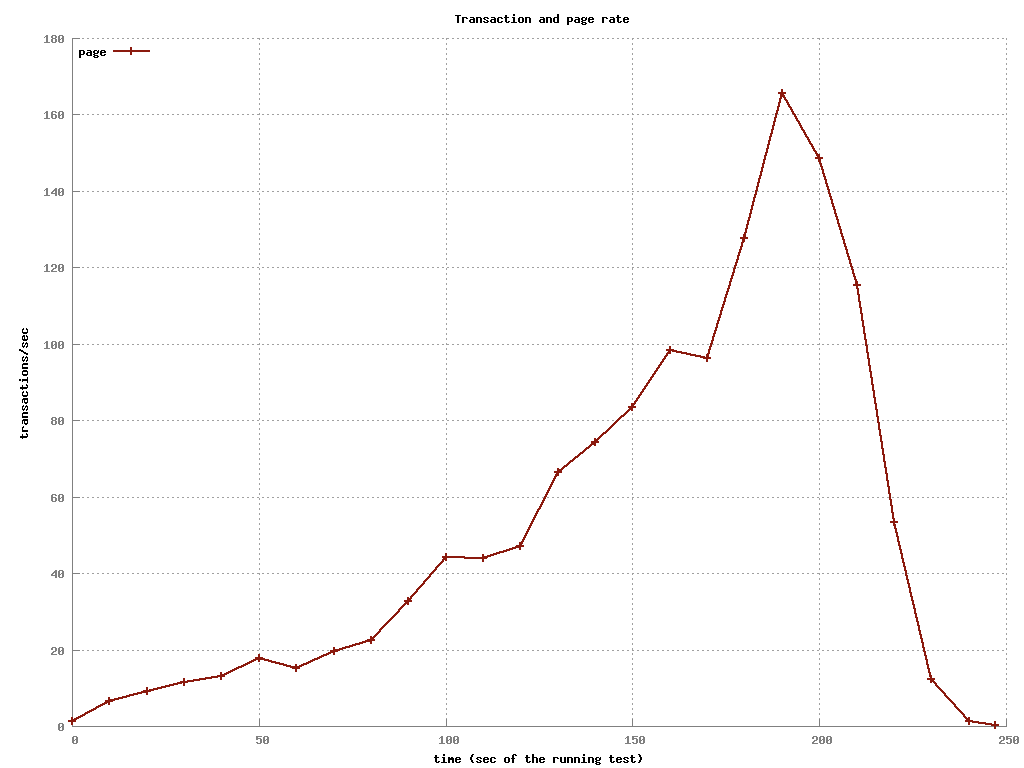 Transaction and page rate
180
page
160
140
120
100
80
60
40
20
0
transactions/sec
0 50 100 150 200 250
time (sec of the running test)